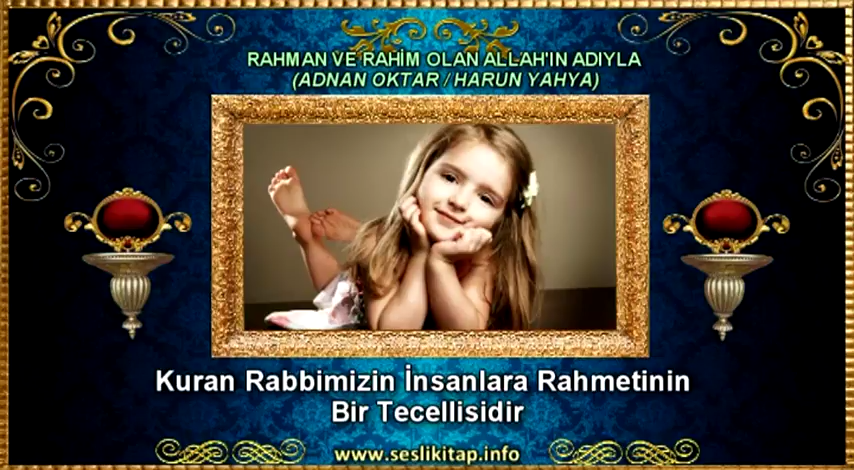 RAHMAN VE RAHİM OLAN ALLAH'IN ADIYLA
(ADNAN OKTAR / HARUN YAHYA)
Kuran Rabbimizin İnsanlara Rahmetinin
Bir Tecellisidir
www.seslikitap.info